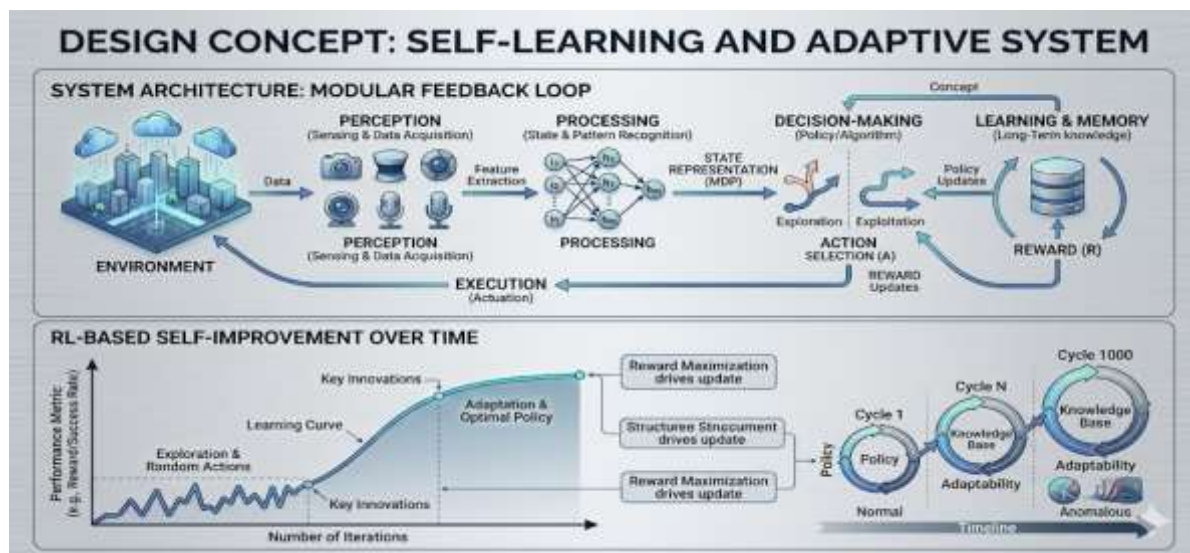 DESIGN CONCEPT: SELF-LEARNING AND ADAPTIVE SYSTEM
SYSTEM ARCHITECTURE: MODULAR FEEDBACK LOOP
Concept
PERCEPTION
(Sensing & Data Acquisition)
PROCESSING
(State & Pattern Recognition)
DECISION-MAKING
(Policy/Algorithm)
LEARNING & MEMORY
(Long-Term knowledge)
Data
Feature
Extraction
STATE
REPRESENTATION
(MDP)
Policy
Updates
Exploration
Exploitation
PERCEPTION
(Sensing & Data Acquisition)
PROCESSING
ACTION
SELECTION (A)
REWARD (R)
ENVIRONMENT
EXECUTION
(Actuation)
REWARD
Updates
RL-BASED SELF-IMPROVEMENT OVER TIME
Performance Metric
(e.g., Reward/Success Rate)
Key Innovations
Learning Curve
Adaptation &
Optimal Policy
Exploration &
Random Actions
Key Innovations
Number of Iterations
Reward Maximization
drives update
Structuree Struccument
drives update
Reward Maximization
drives update
Policy
Cycle 1
Policy
Normal
Cycle N
Knowledge
Base
Adaptability
Cycle 1000
Knowledge
Base
Adaptability
Anomalous
Timeline